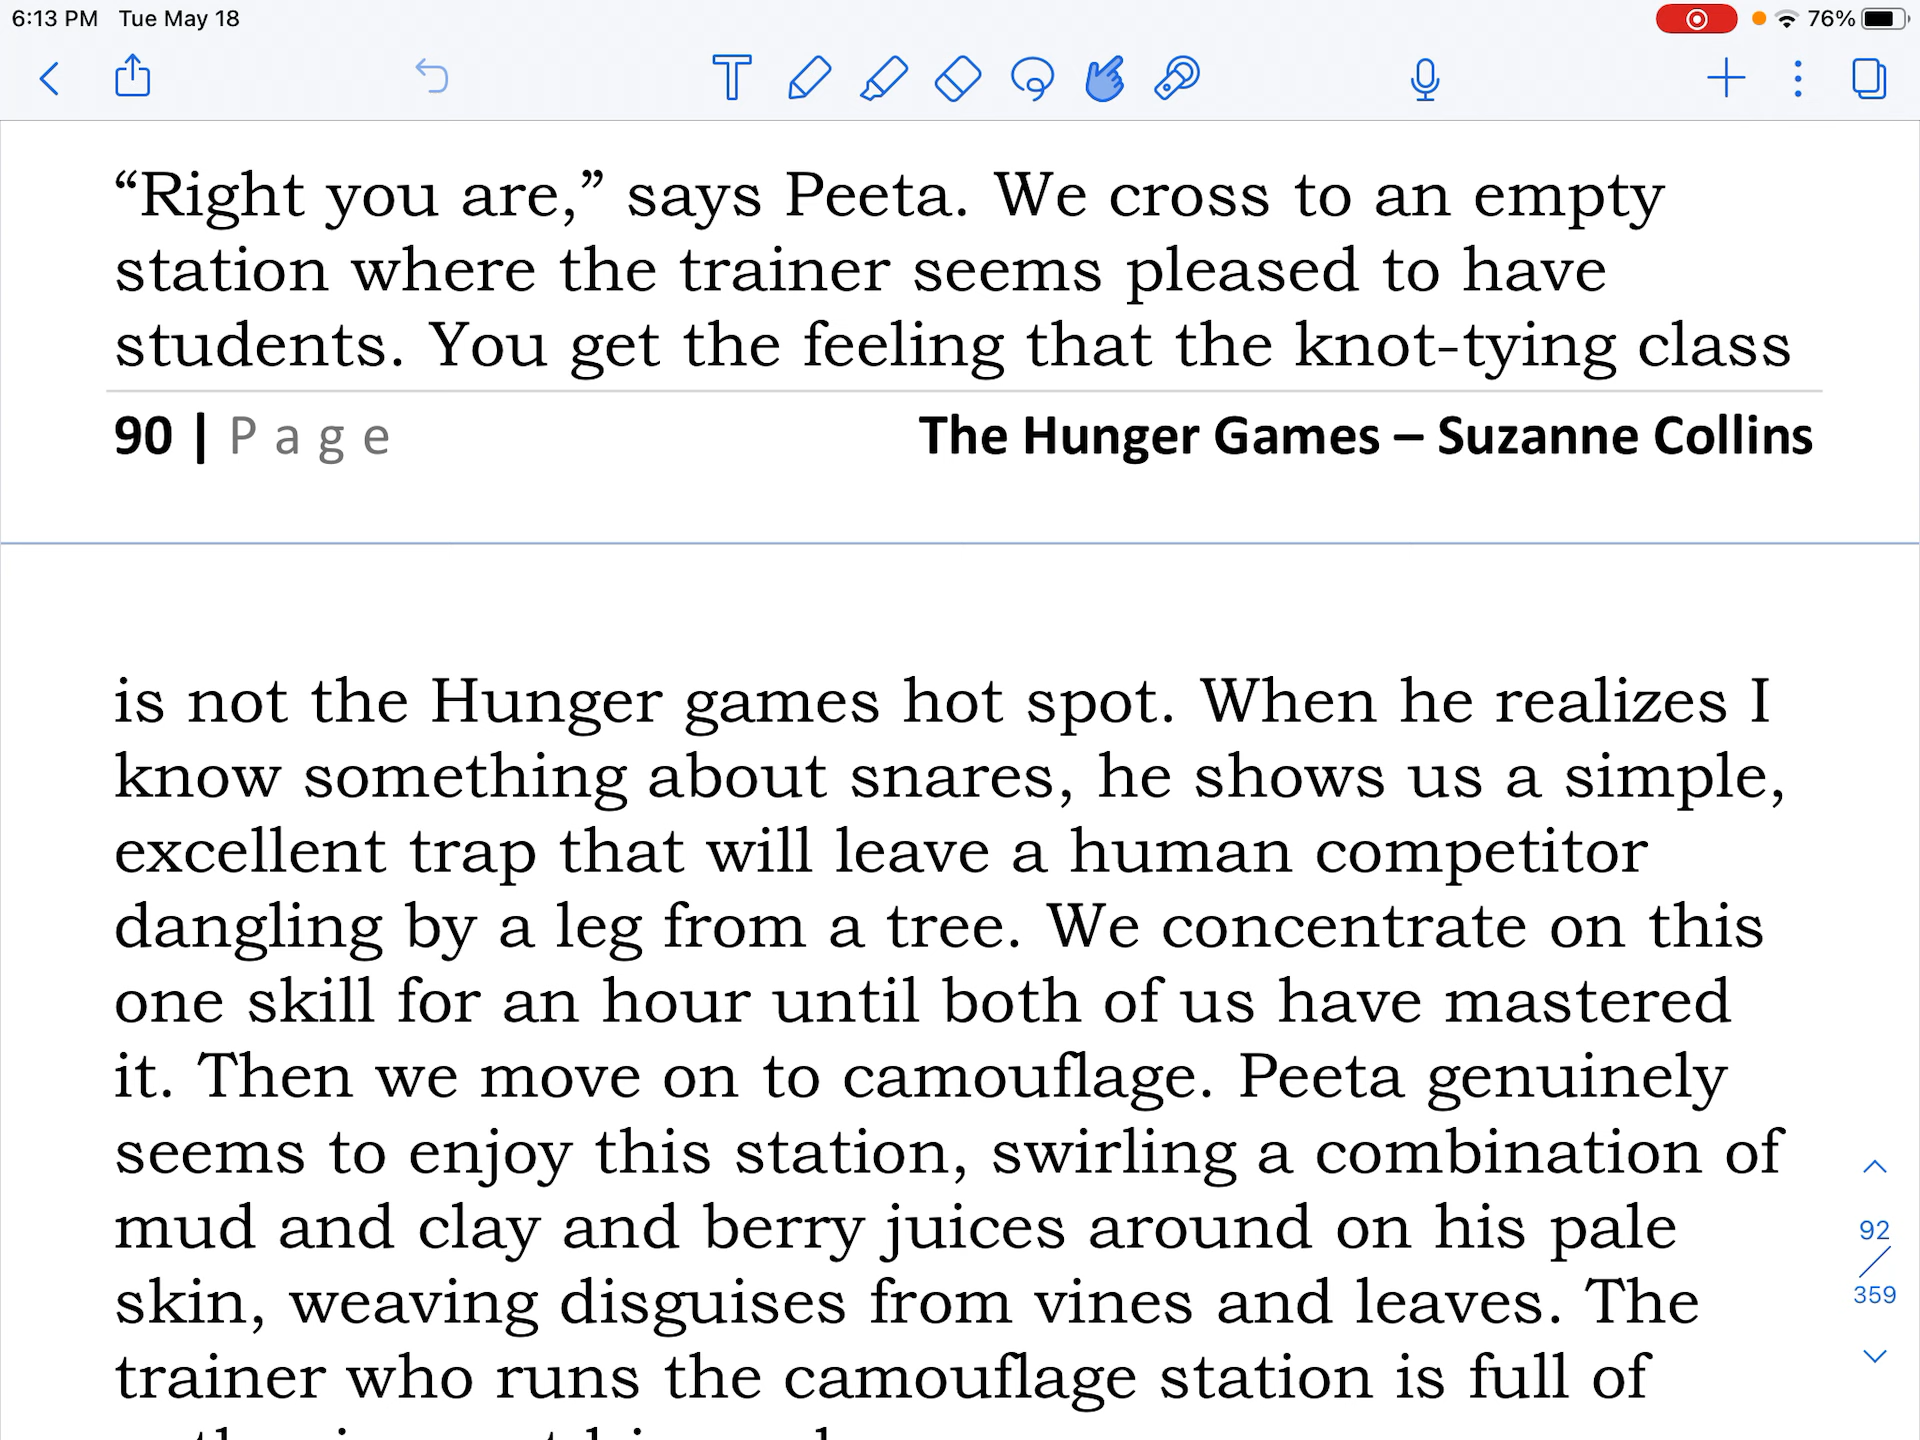 6:13 PM Tue May 18
76%
“Right you are,” says Peeta. We cross to an empty
station where the trainer seems pleased to have
students. You get the feeling that the knot-tying class
90 | Page
The Hunger Games – Suzanne Collins
is not the Hunger games hot spot. When he realizes I
know something about snares, he shows us a simple,
excellent trap that will leave a human competitor
dangling by a leg from a tree. We concentrate on this
one skill for an hour until both of us have mastered
it. Then we move on to camouflage. Peeta genuinely
seems to enjoy this station, swirling a combination of
mud and clay and berry juices around on his pale
skin, weaving disguises from vines and leaves. The
trainer who runs the camouflage station is full of
92
359